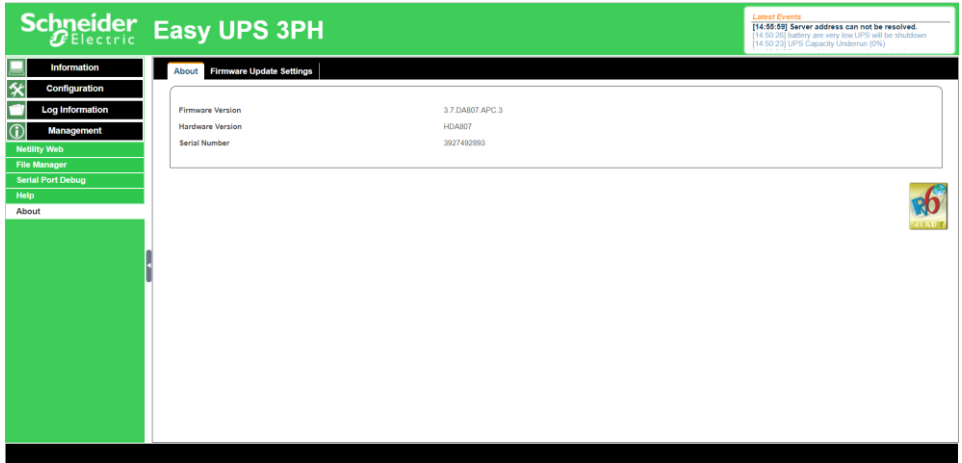 Schneider Electric
Easy UPS 3PH
Latest Events
[14:55:59] Server address can not be resolved.
[14:50:26] battery are very low UPS will be shutdown
[14:50:23] UPS Capacity Underrun (0%)
Information
Configuration
Log Information
Management
Netility Web
File Manager
Serial Port Debug
Help
About
About Firmware Update Settings
Firmware Version 3.7.DA807.APC.3
Hardware Version HDA807
Serial Number 3927492893
IPv6
READY